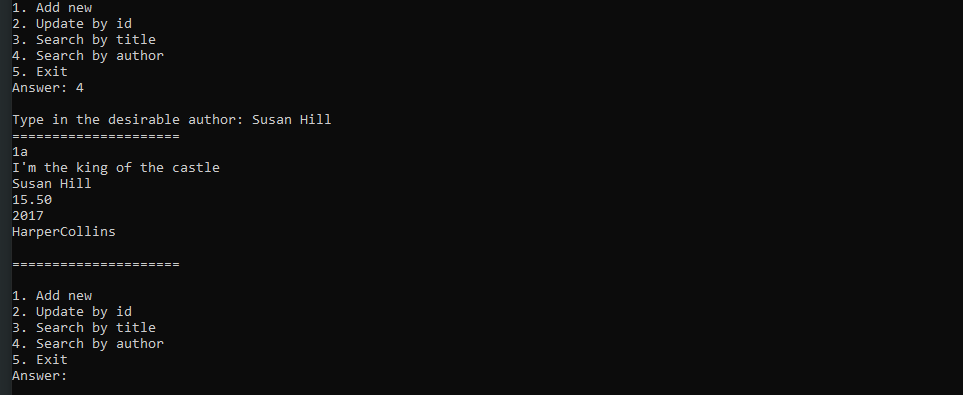 1. Add new
2. Update by id
3. Search by title
4. Search by author
5. Exit
Answer: 4
Type in the desirable author: Susan Hill
=====================
1a
I'm the king of the castle
Susan Hill
15.50
2017
HarperCollins
=====================
1. Add new
2. Update by id
3. Search by title
4. Search by author
5. Exit
Answer: